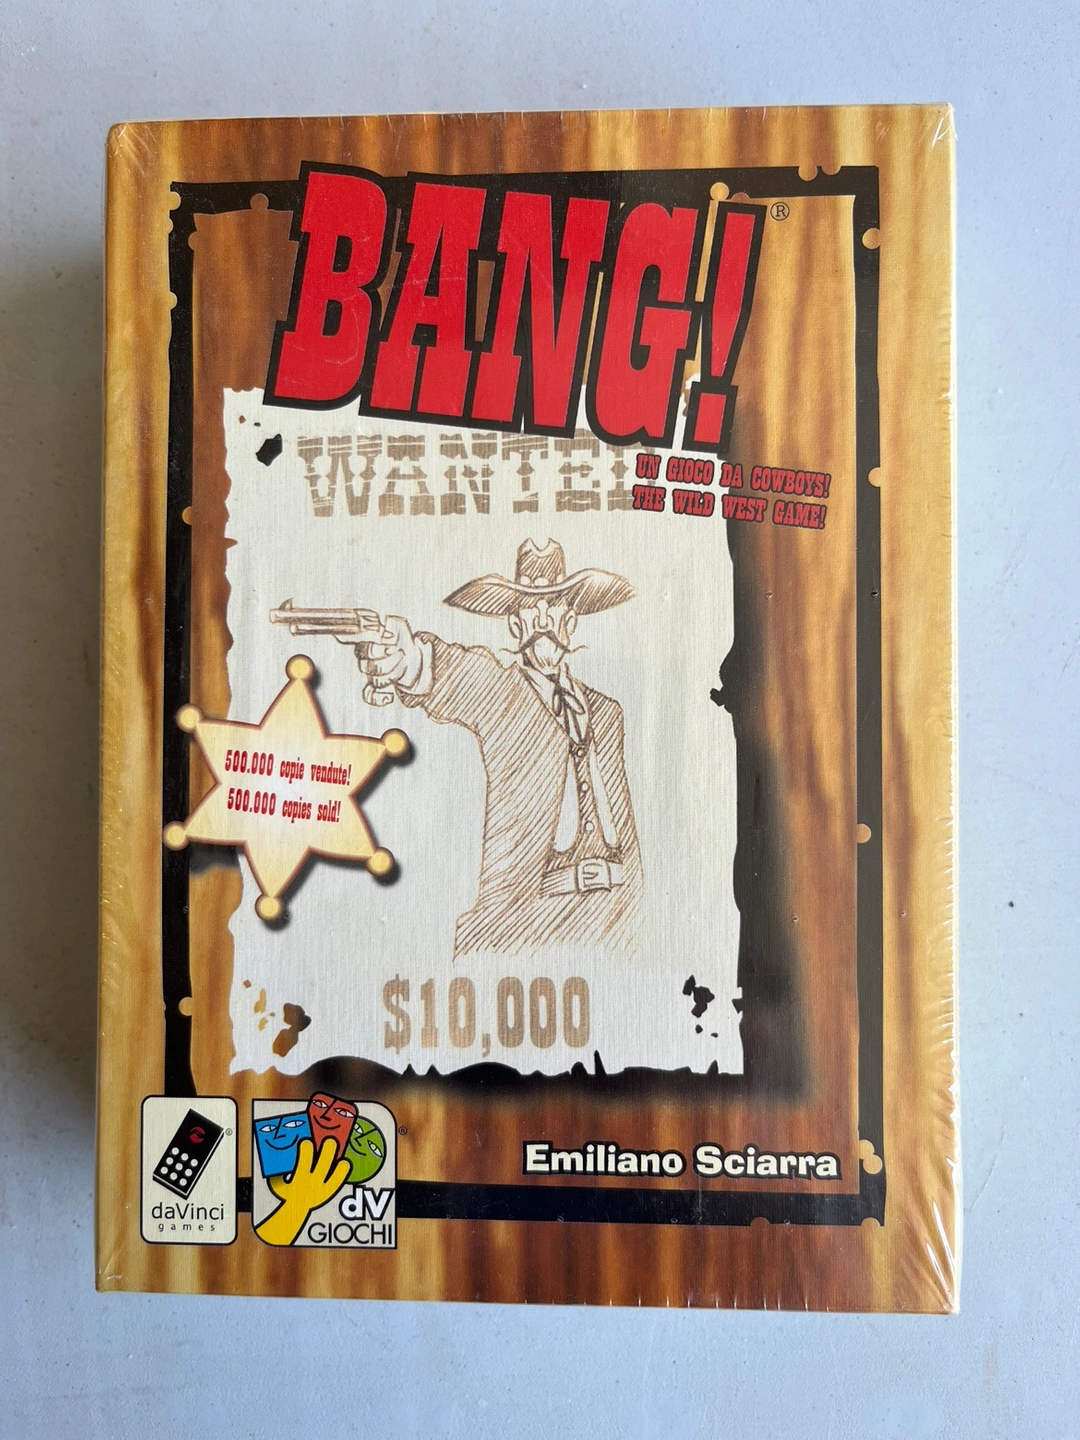 BANG!®
WANTED
UN GIOCO DA COWBOYS!
THE WILD WEST GAME!
500.000 copie vendute!
500.000 copies sold!
$10,000
daVinci®
games
dV®
GIOCHI
Emiliano Sciarra